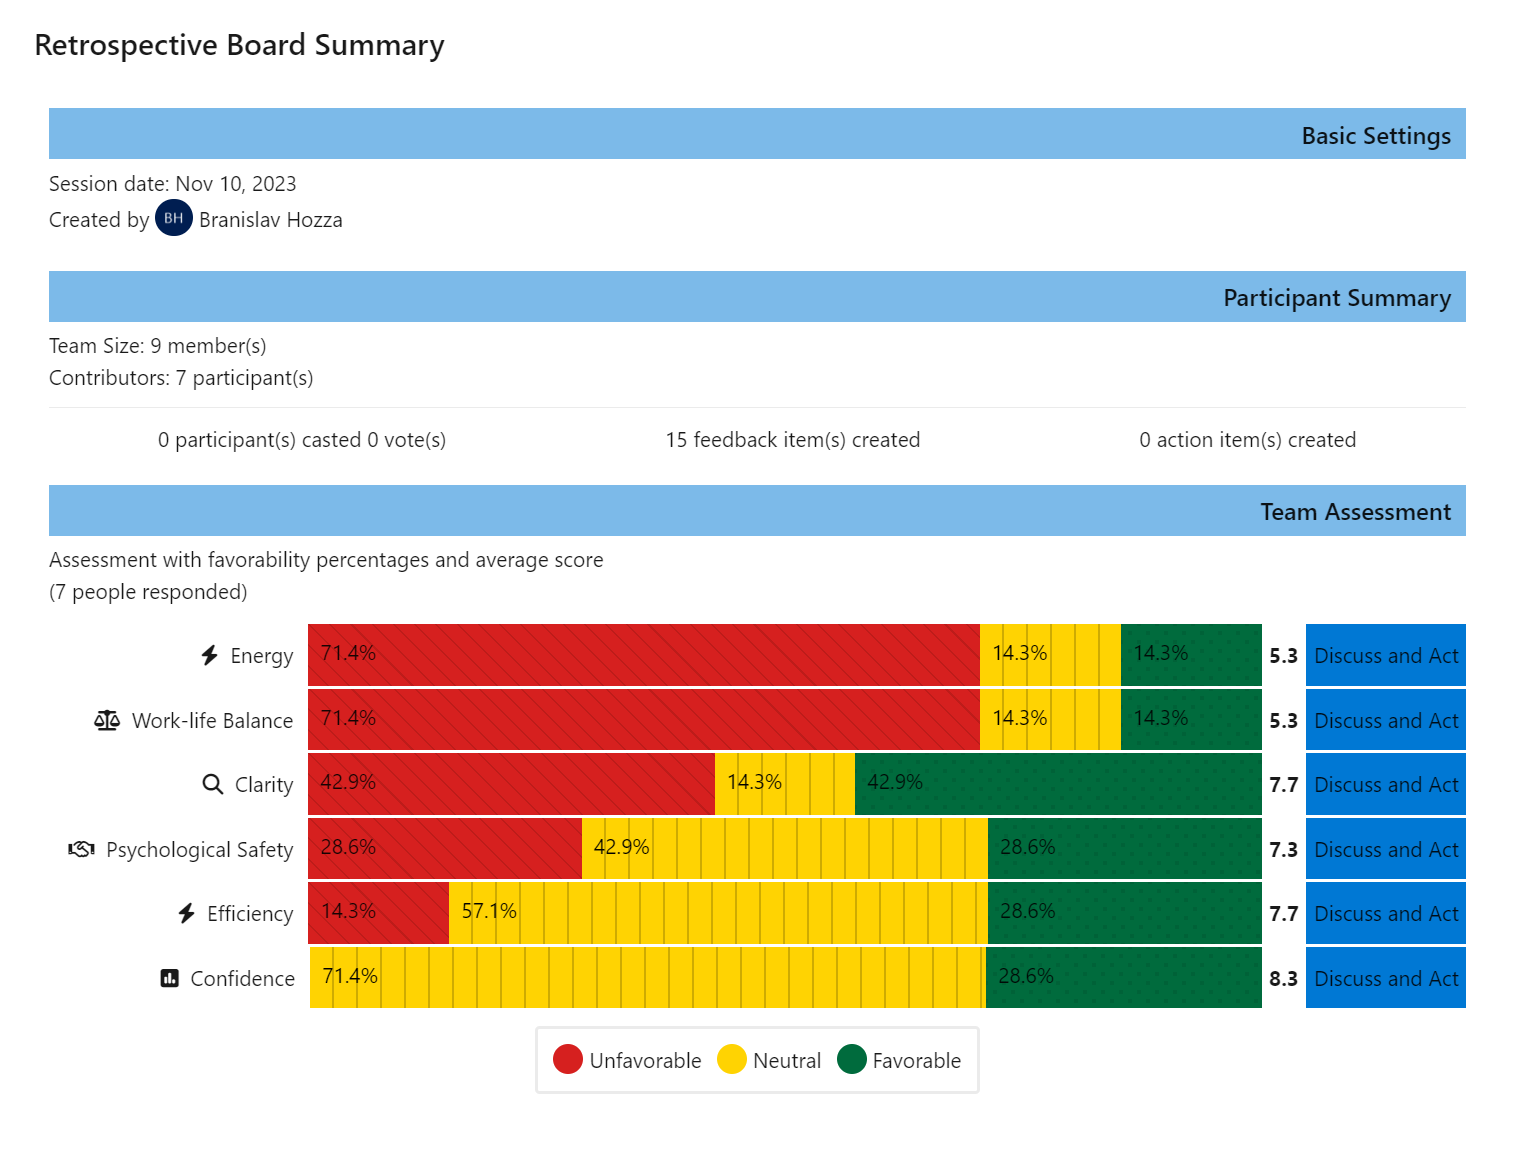 Retrospective Board Summary
Basic Settings
Session date: Nov 10, 2023
Created by BH Branislav Hozza
Participant Summary
Team Size: 9 member(s)
Contributors: 7 participant(s)
0 participant(s) casted 0 vote(s) 15 feedback item(s) created 0 action item(s) created
Team Assessment
Assessment with favorability percentages and average score
(7 people responded)
Energy 71.4% 14.3% 14.3% 5.3 Discuss and Act
Work-life Balance 71.4% 14.3% 14.3% 5.3 Discuss and Act
Clarity 42.9% 14.3% 42.9% 7.7 Discuss and Act
Psychological Safety 28.6% 42.9% 28.6% 7.3 Discuss and Act
Efficiency 14.3% 57.1% 28.6% 7.7 Discuss and Act
Confidence 71.4% 28.6% 8.3 Discuss and Act
Unfavorable Neutral Favorable